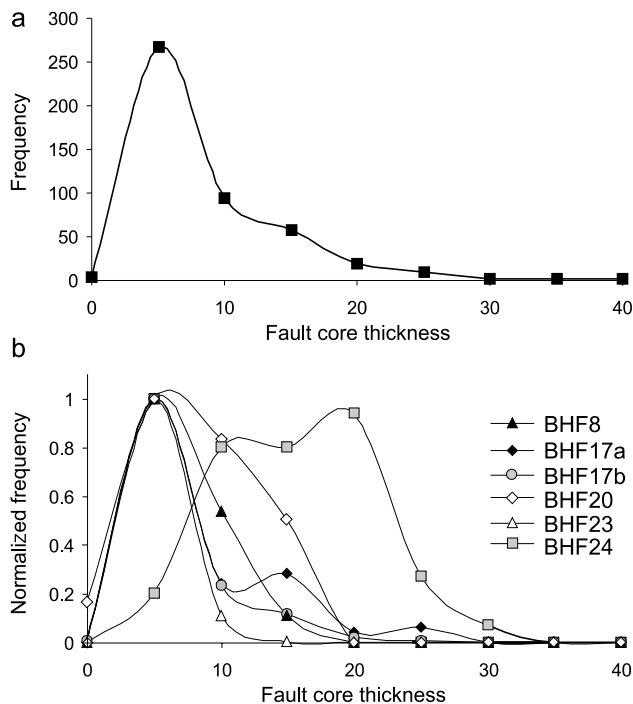 a
300
250
200
150
100
50
0
Frequency
0 10 20 30 40
Fault core thickness
b
1
0.8
0.6
0.4
0.2
0
Normalized frequency
BHF8
BHF17a
BHF17b
BHF20
BHF23
BHF24
0 10 20 30 40
Fault core thickness